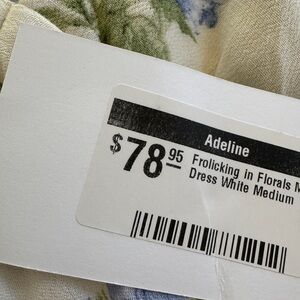 Adeline
$78.95 Frolicking in Florals M
Dress White Medium